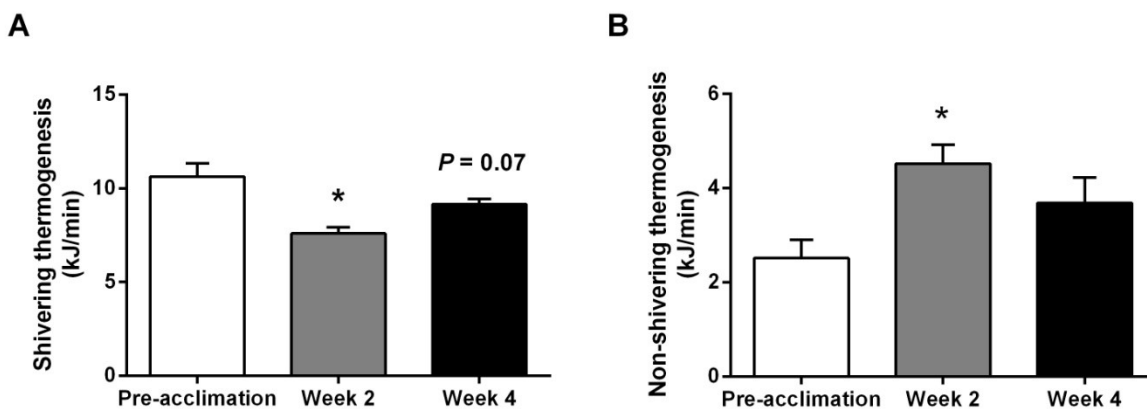 A
Shivering thermogenesis
(kJ/min)
15
10
5
0
*
P = 0.07
Pre-acclimation
Week 2
Week 4
B
Non-shivering thermogenesis
(kJ/min)
6
4
2
0
*
Pre-acclimation
Week 2
Week 4